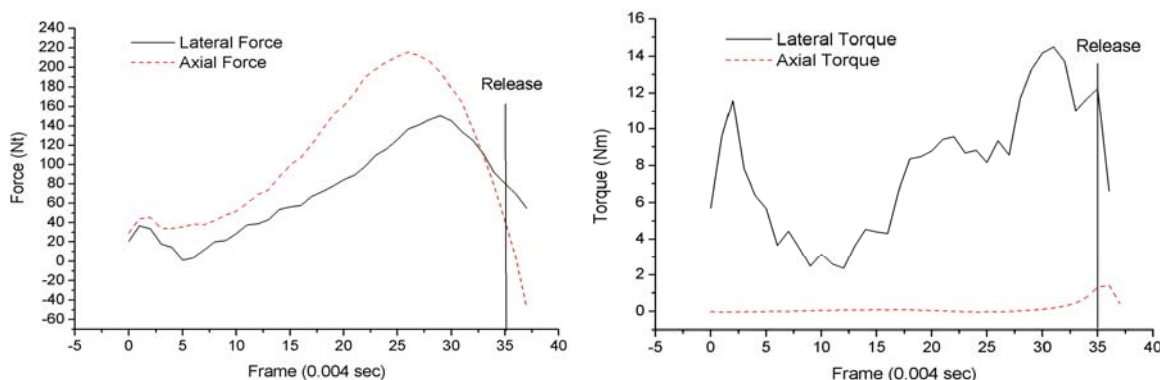 240
220
200
180
160
140
120
100
80
60
40
20
0
-20
-40
-60
Force (Nt)
Lateral Force
Axial Force
Release
-5 0 5 10 15 20 25 30 35 40
Frame (0.004 sec)
16
14
12
10
8
6
4
2
0
Torque (Nm)
Lateral Torque
Axial Torque
Release
-5 0 5 10 15 20 25 30 35 40
Frame (0.004 sec)